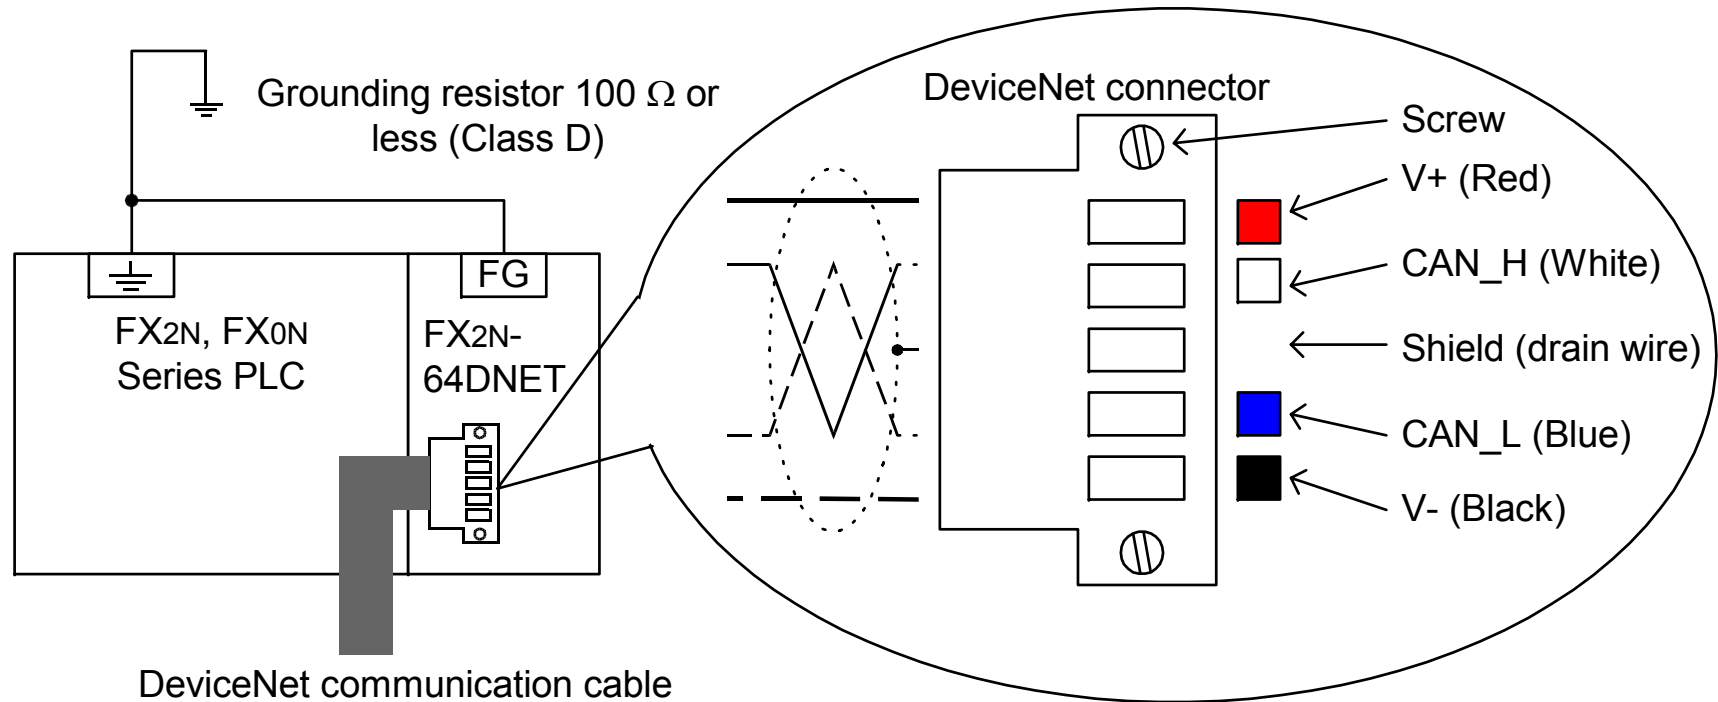 Grounding resistor 100 Ω or
less (Class D)
FG
FX2N, FX0N
Series PLC
FX2N-
64DNET
DeviceNet communication cable
DeviceNet connector
Screw
V+ (Red)
CAN_H (White)
Shield (drain wire)
CAN_L (Blue)
V- (Black)